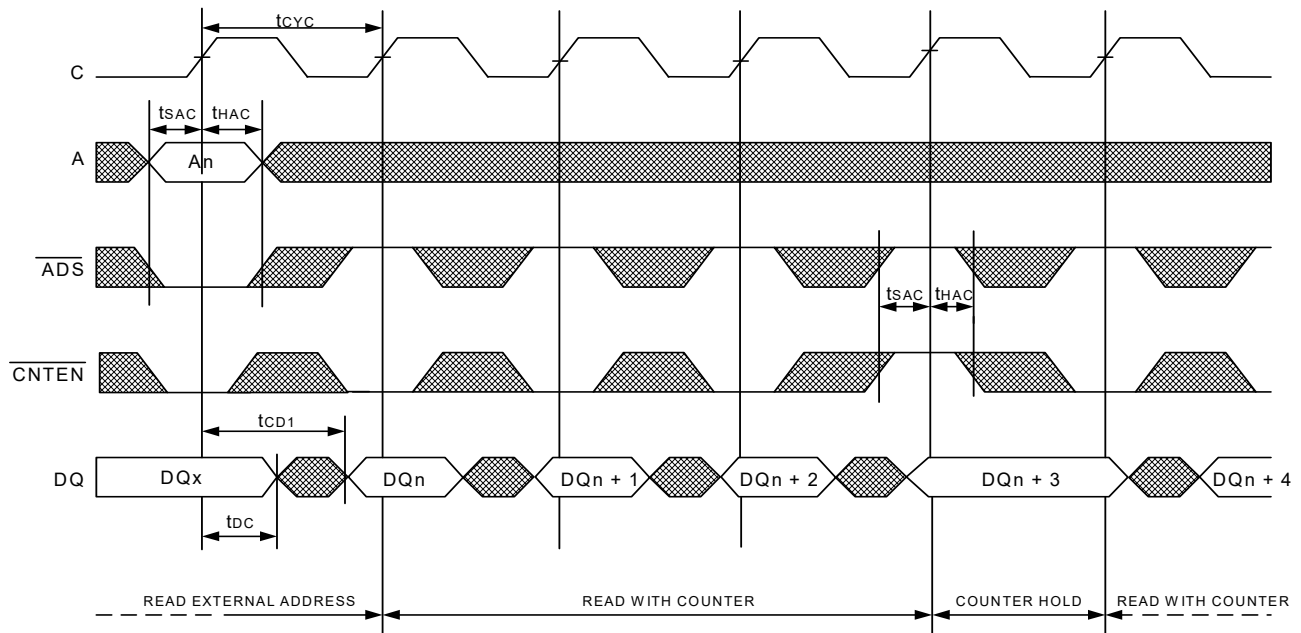 tCYC
C
tSAC tHAC
A An
ADS
tSAC tHAC
CNTEN
tCD1
DQ DQx DQn DQn + 1 DQn + 2 DQn + 3 DQn + 4
tDC
READ EXTERNAL ADDRESS READ WITH COUNTER COUNTER HOLD READ WITH COUNTER